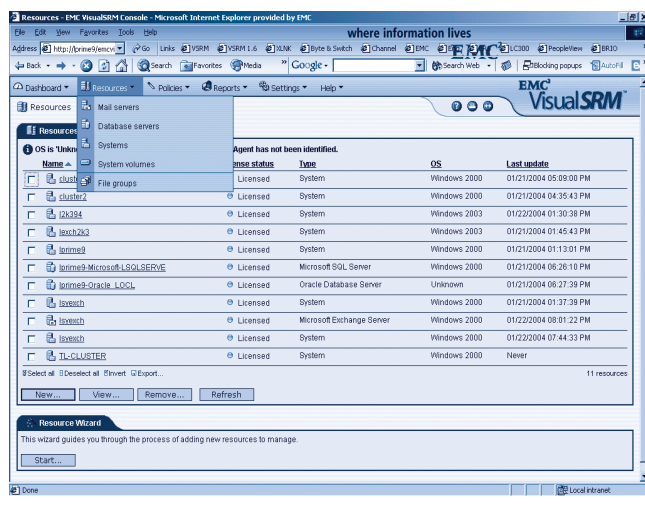 Resources - EMC VisualSRM Console - Microsoft Internet Explorer provided by EMC
File Edit View Favorites Tools Help where information lives
Address http://lprime9/emcvi Go Links VSRM VSRM 1.6 XLNK Byte & Switch Channel EMC LC300 PeopleView BRIO
Back Search Favorites Media Google Search Web Blocking popups AutoFill
Dashboard Resources Policies Reports Settings Help EMC²
VisualSRM
Resources
Mail servers
Database servers
Systems
System volumes
File groups
Resources
OS is 'Unkn Agent has not been identified.
Name ense status Type OS Last update
clust Licensed System Windows 2000 01/21/2004 05:09:00 PM
cluster2 Licensed System Windows 2000 01/21/2004 04:35:43 PM
l2k394 Licensed System Windows 2003 01/22/2004 01:30:38 PM
lexch2k3 Licensed System Windows 2003 01/21/2004 01:45:43 PM
lprime9 Licensed System Windows 2000 01/21/2004 01:13:01 PM
lprime9-Microsoft-LSQLSERVE Licensed Microsoft SQL Server Windows 2000 01/21/2004 06:26:10 PM
lprime9-Oracle_LOCL Licensed Oracle Database Server Unknown 01/21/2004 06:27:39 PM
lsvexch Licensed System Windows 2000 01/21/2004 01:37:39 PM
lsvexch Licensed Microsoft Exchange Server Windows 2000 01/22/2004 08:01:22 PM
lsvexch Licensed System Windows 2000 01/22/2004 07:44:33 PM
TL-CLUSTER Licensed System Windows 2000 Never
Select all Deselect all Invert Export... 11 resources
New... View... Remove... Refresh
Resource Wizard
This wizard guides you through the process of adding new resources to manage.
Start...
Done Local intranet